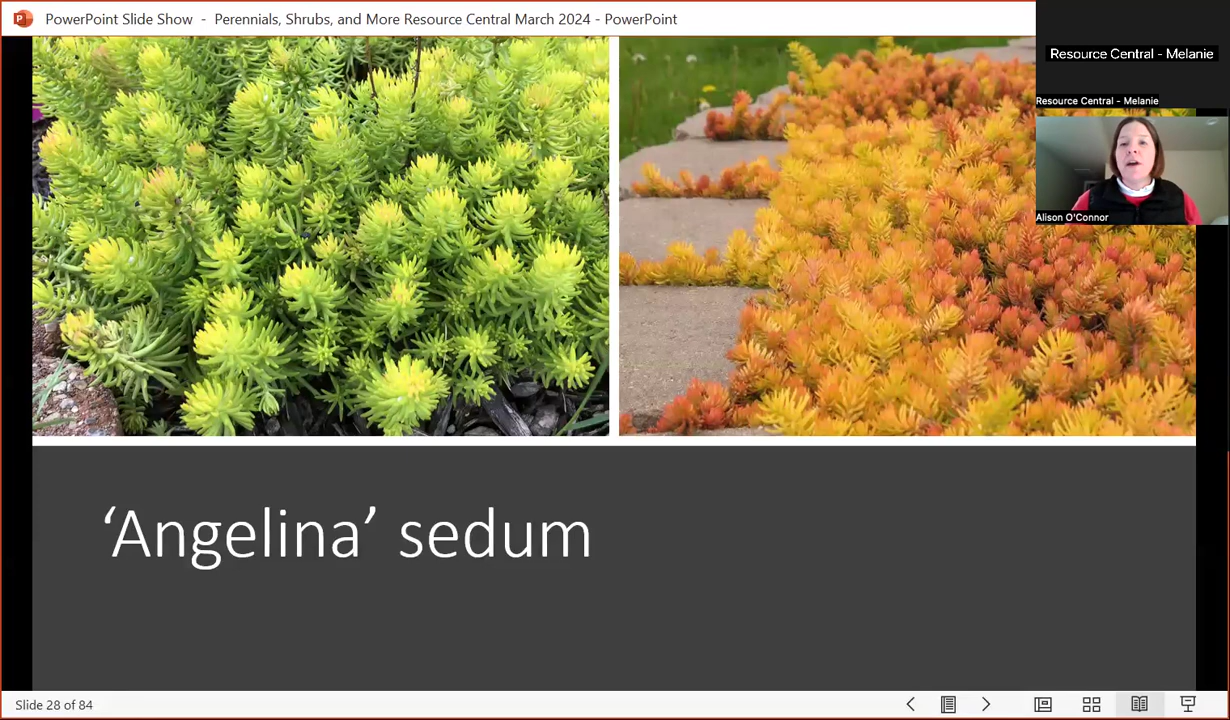 PowerPoint Slide Show - Perennials, Shrubs, and More Resource Central March 2024 - PowerPoint
Resource Central - Melanie
Resource Central - Melanie
Alison O'Connor
‘Angelina’ sedum
Slide 28 of 84